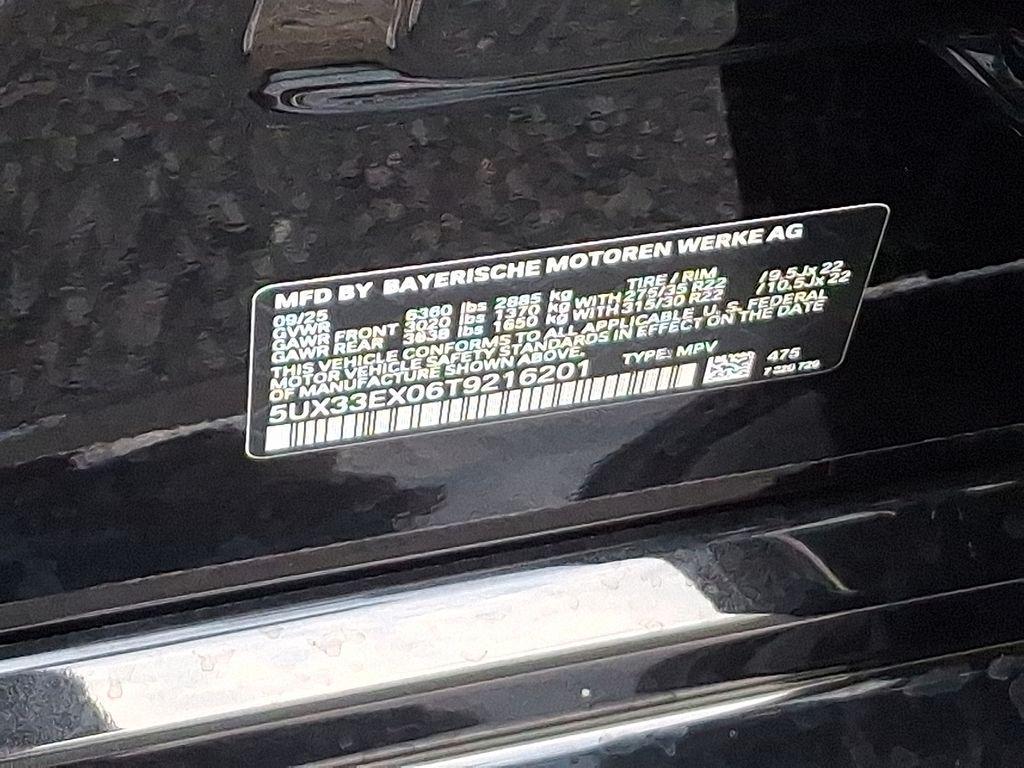 MFD BY BAYERISCHE MOTOREN WERKE AG
09/25 TIRE / RIM
GVWR 6360 lbs 2885 kg WITH 275/35 R22 /9.5Jx22
GAWR FRONT 3020 lbs 1370 kg WITH 315/30 R22 /10.5Jx22
GAWR REAR 3638 lbs 1650 kg
THIS VEHICLE CONFORMS TO ALL APPLICABLE U. S. FEDERAL
MOTOR VEHICLE SAFETY STANDARDS IN EFFECT ON THE DATE
OF MANUFACTURE SHOWN ABOVE.
TYPE: MPV 475
5UX33EX06T9216201